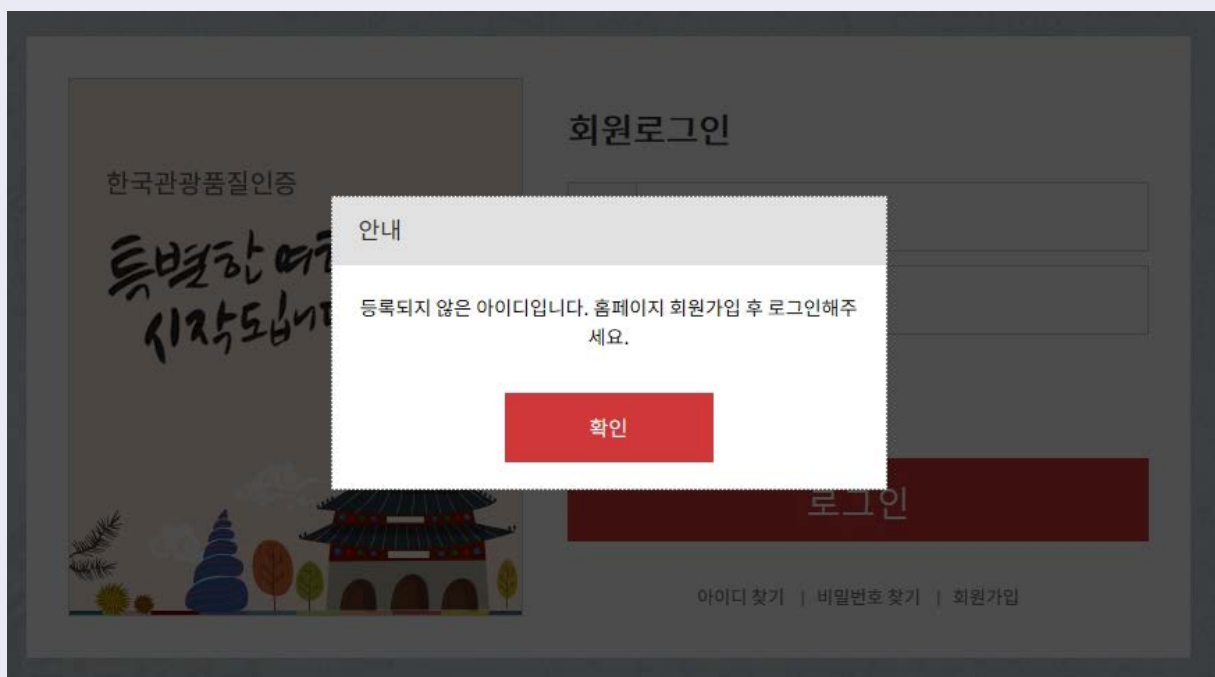 회원로그인
한국관광품질인증
특별한
시작됩니다
안내
등록되지 않은 아이디입니다. 홈페이지 회원가입 후 로그인해주
세요.
확인
로그인
아이디 찾기 | 비밀번호 찾기 | 회원가입